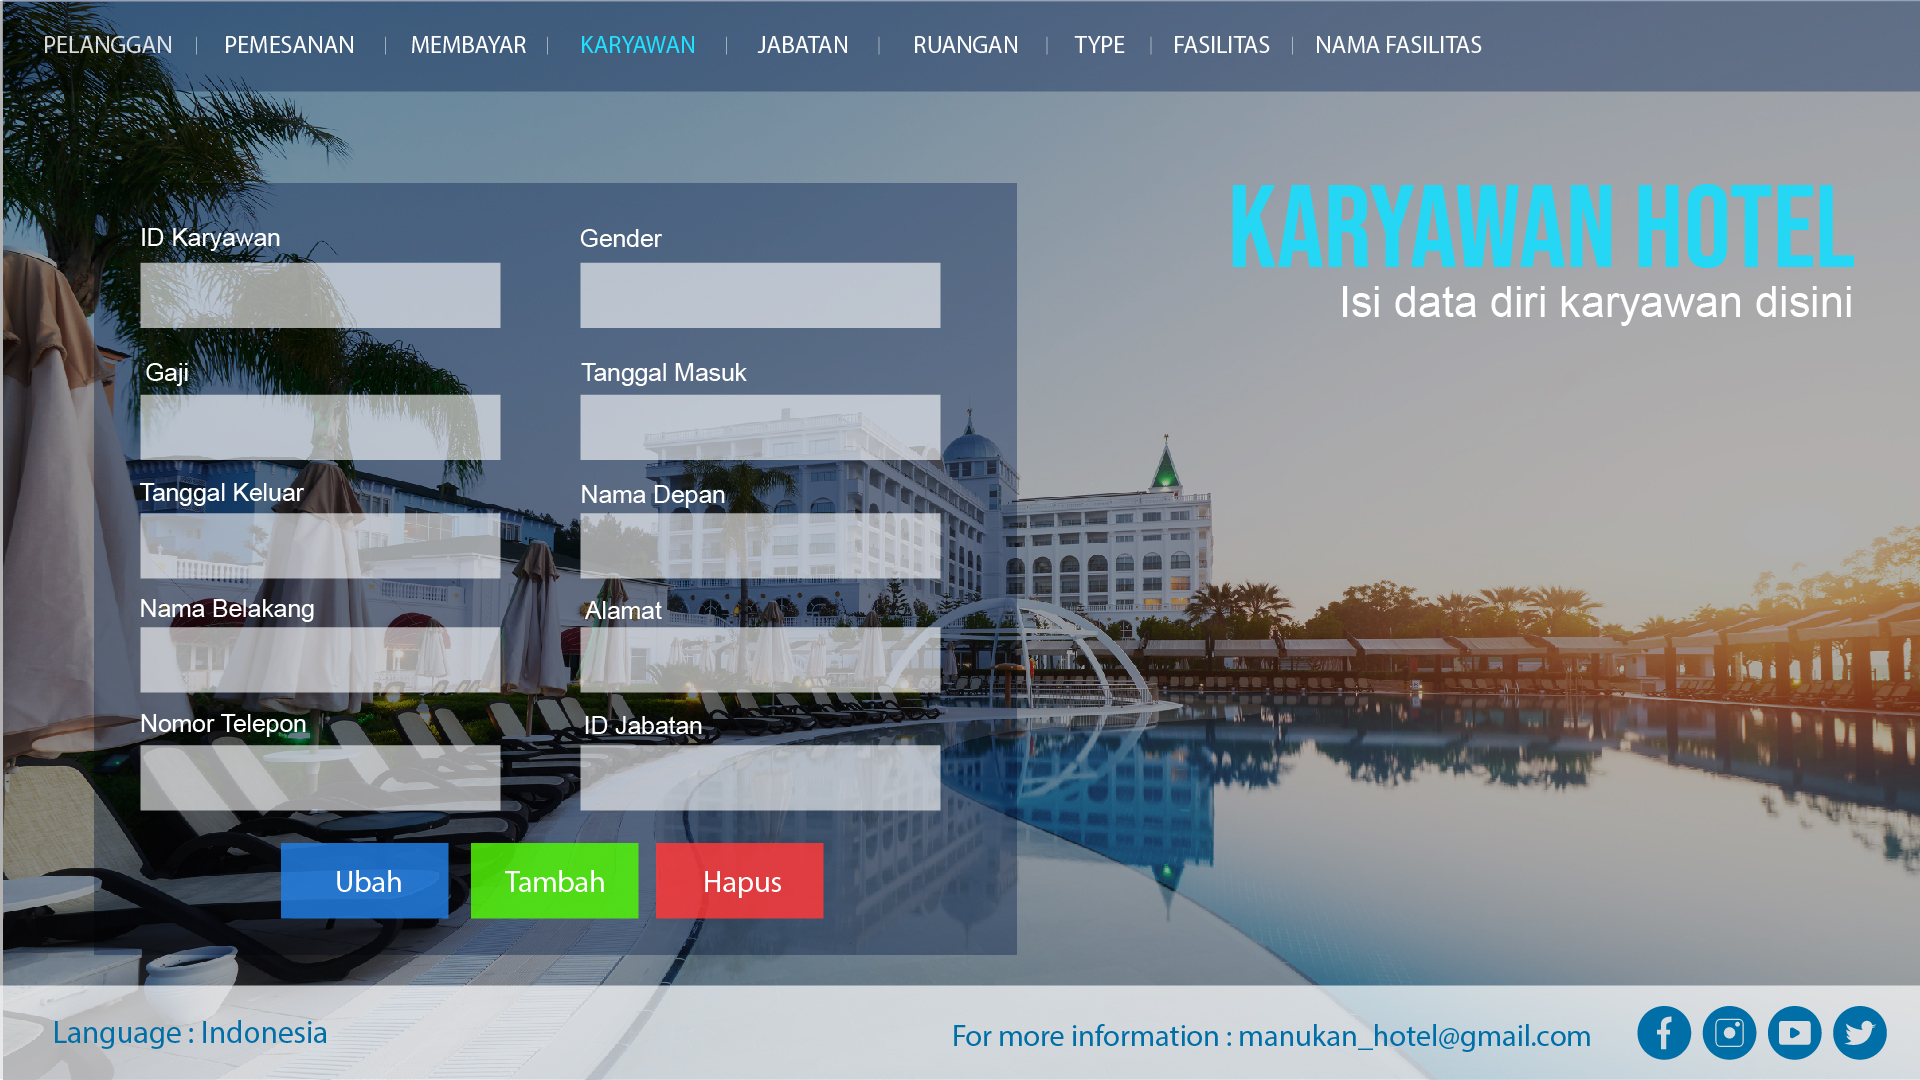 PELANGGAN | PEMESANAN | MEMBAYAR | KARYAWAN | JABATAN | RUANGAN | TYPE | FASILITAS | NAMA FASILITAS
KARYAWAN HOTEL
Isi data diri karyawan disini
ID Karyawan
Gender
Gaji
Tanggal Masuk
Tanggal Keluar
Nama Depan
Nama Belakang
Alamat
Nomor Telepon
ID Jabatan
Ubah
Tambah
Hapus
Language : Indonesia
For more information : manukan_hotel@gmail.com